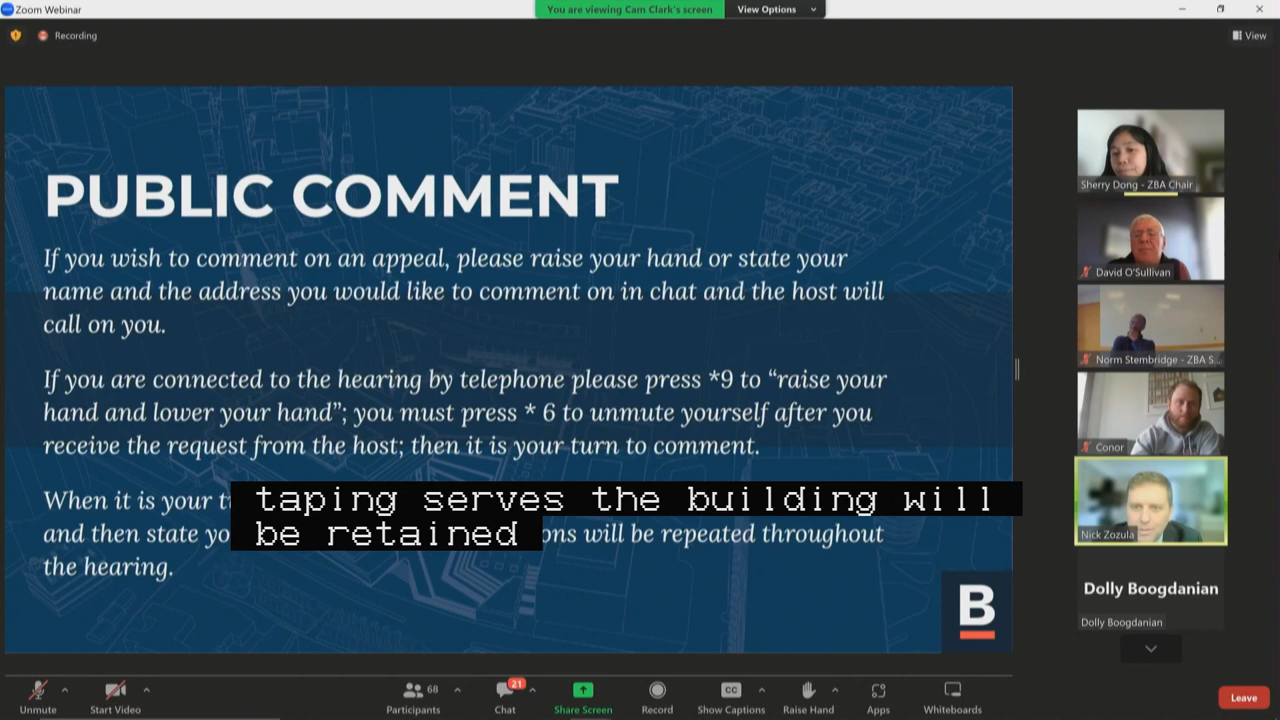 Zoom Webinar
You are viewing Cam Clark's screen
View Options
Recording
View
PUBLIC COMMENT
If you wish to comment on an appeal, please raise your hand or state your
name and the address you would like to comment on in chat and the host will
call on you.
If you are connected to the hearing by telephone please press *9 to “raise your
hand and lower your hand”; you must press * 6 to unmute yourself after you
receive the request from the host; then it is your turn to comment.
When it is your
and then state
ons will be repeated throughout
the hearing.
taping serves the building will
be retained
B
Sherry Dong - ZBA Chair
David O'Sullivan
Norm Stembridge - ZBA S...
Conor
Nick Zozula
Dolly Boogdanian
Dolly Boogdanian
Unmute
Start Video
68
Participants
21
Chat
Share Screen
Record
CC
Show Captions
Raise Hand
Apps
Whiteboards
Leave